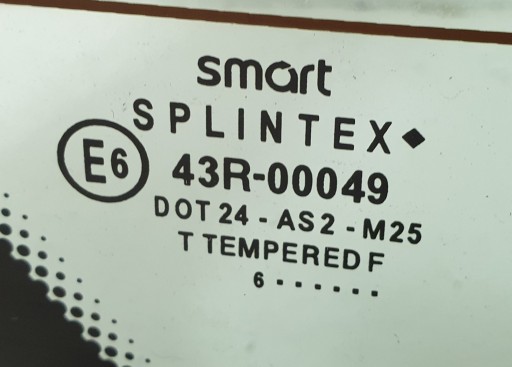 smart
SPLINTEX◆
E6 43R-00049
DOT 24 - AS2 - M25
T TEMPERED F
6 ······